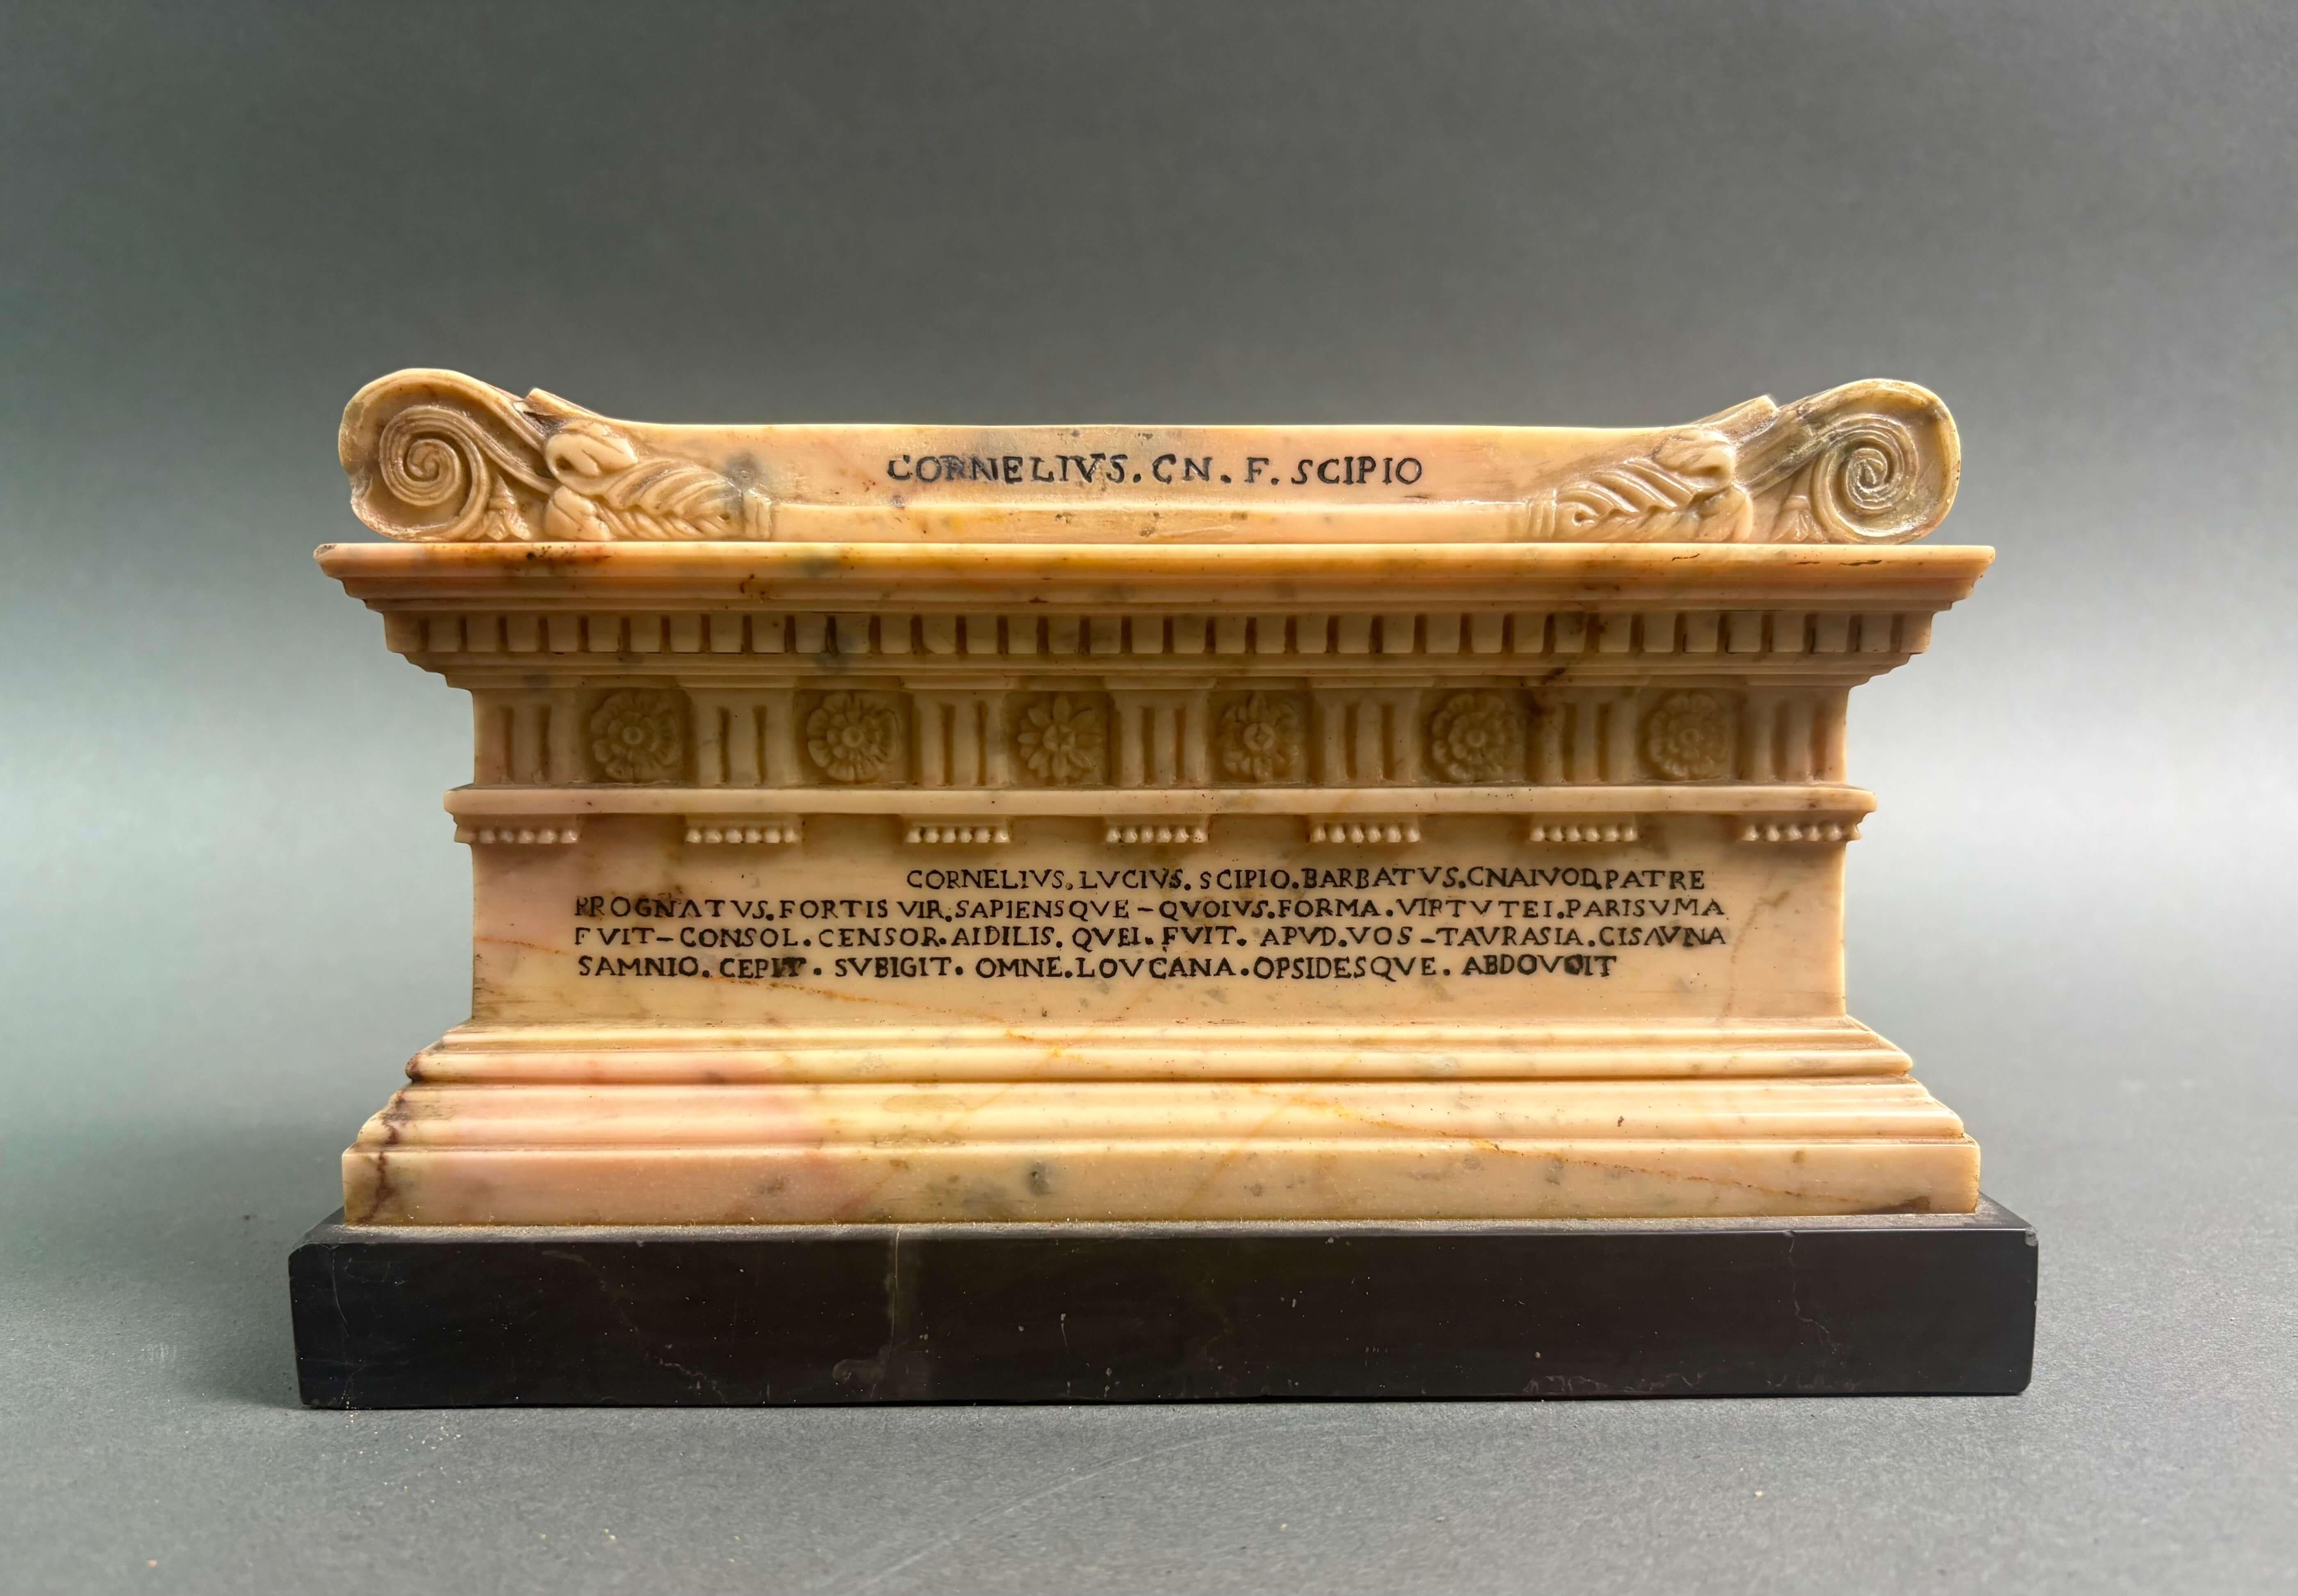 CORNELIVS. CN. F. SCIPIO
CORNELIVS. LVCIVS. SCIPIO. BARBATVS. CNAIVOD. PATRE
PROGNATVS. FORTIS VIR. SAPIENSQVE - QVOIVS. FORMA. VIRTVTEI. PARISVMA
FVIT - CONSOL. CENSOR. AIDILIS. QVEI. FVIT. APVD. VOS - TAVRASIA. CISAVNA
SAMNIO. CEPIT. SVBIGIT. OMNE. LOVCANA. OPSIDESQVE. ABDOVCIT